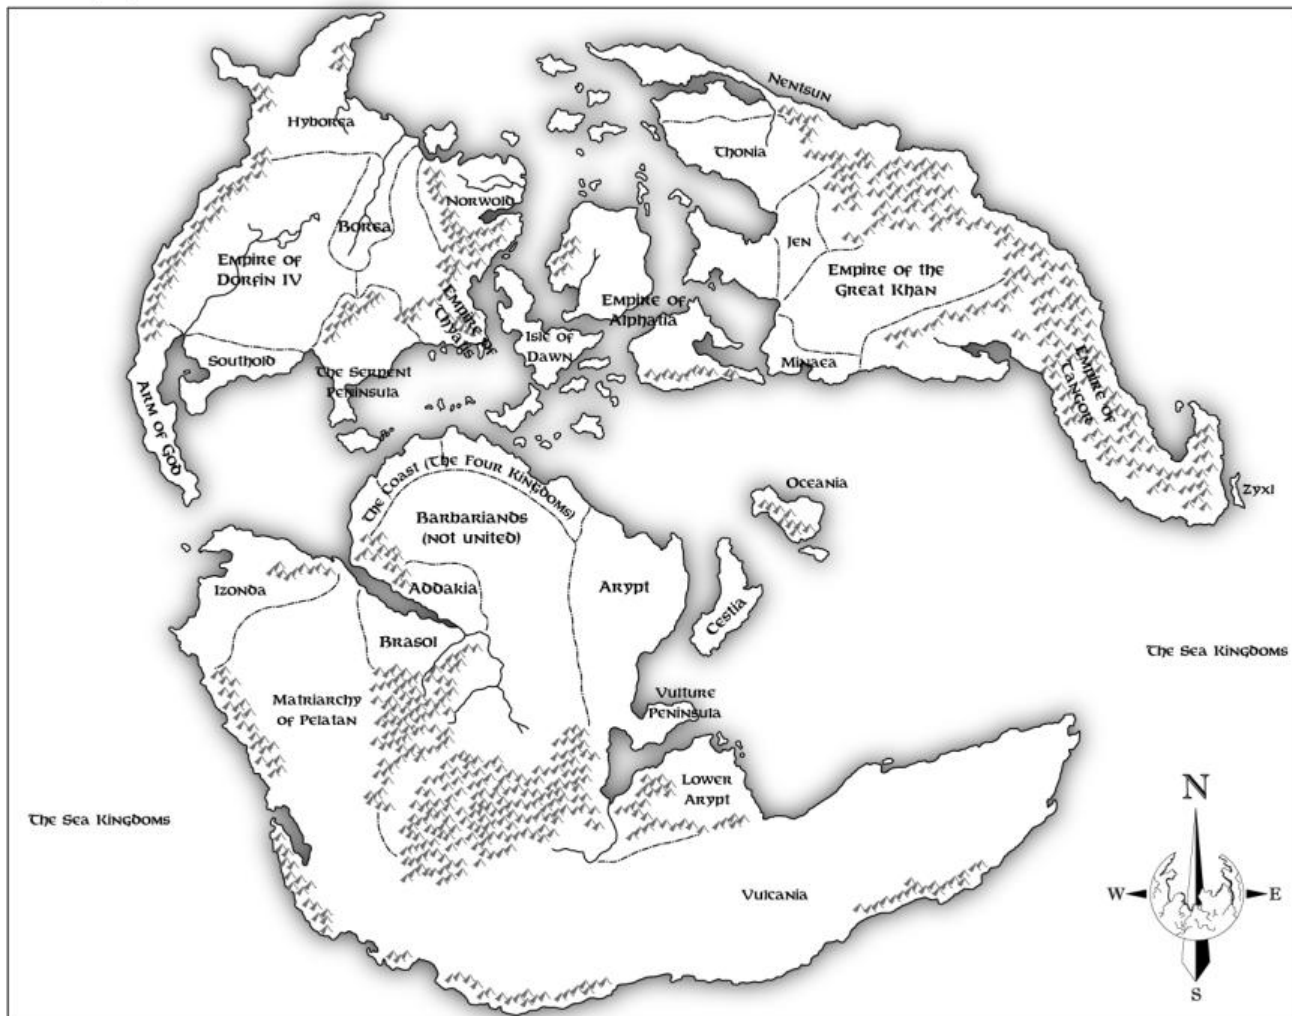 Nentsun
Hyborea
Thonia
Norwold
Borea
Jen
Empire of
Dorfin IV
Empire of the
Great Khan
Empire of
Thyatis
Empire of
Alphatia
Isle of
Dawn
Southold
Minaea
The Serpent
Peninsula
Arm of God
Empire of
Tangor
Zyxl
The Coast (The Four Kingdoms)
Oceania
Barbariands
(not united)
Izonda
Addakia
Arypt
Cestia
Brasol
The Sea Kingdoms
Matriarchy
of Pelatan
Vulture
Peninsula
Lower
Arypt
The Sea Kingdoms
Vulcania
N
W
E
S